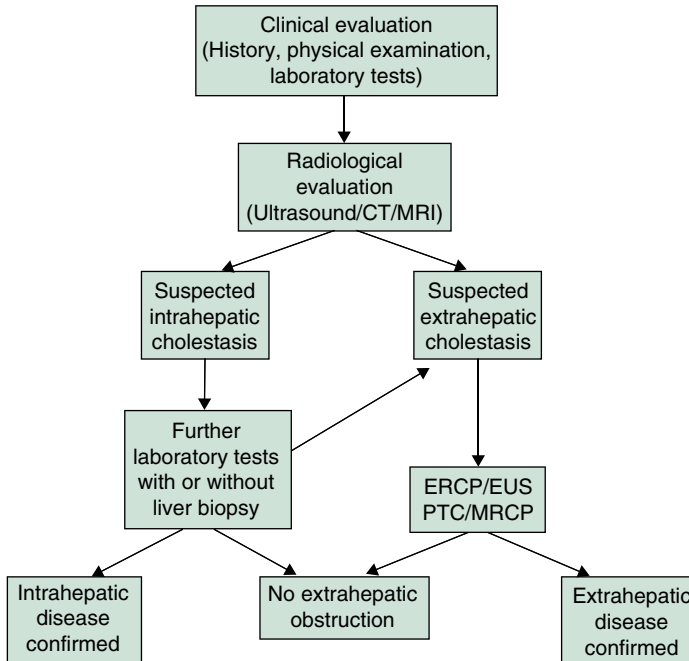 Clinical evaluation
(History, physical examination,
laboratory tests)
Radiological
evaluation
(Ultrasound/CT/MRI)
Suspected
intrahepatic
cholestasis
Suspected
extrahepatic
cholestasis
Further
laboratory tests
with or without
liver biopsy
ERCP/EUS
PTC/MRCP
Intrahepatic
disease
confirmed
No extrahepatic
obstruction
Extrahepatic
disease
confirmed